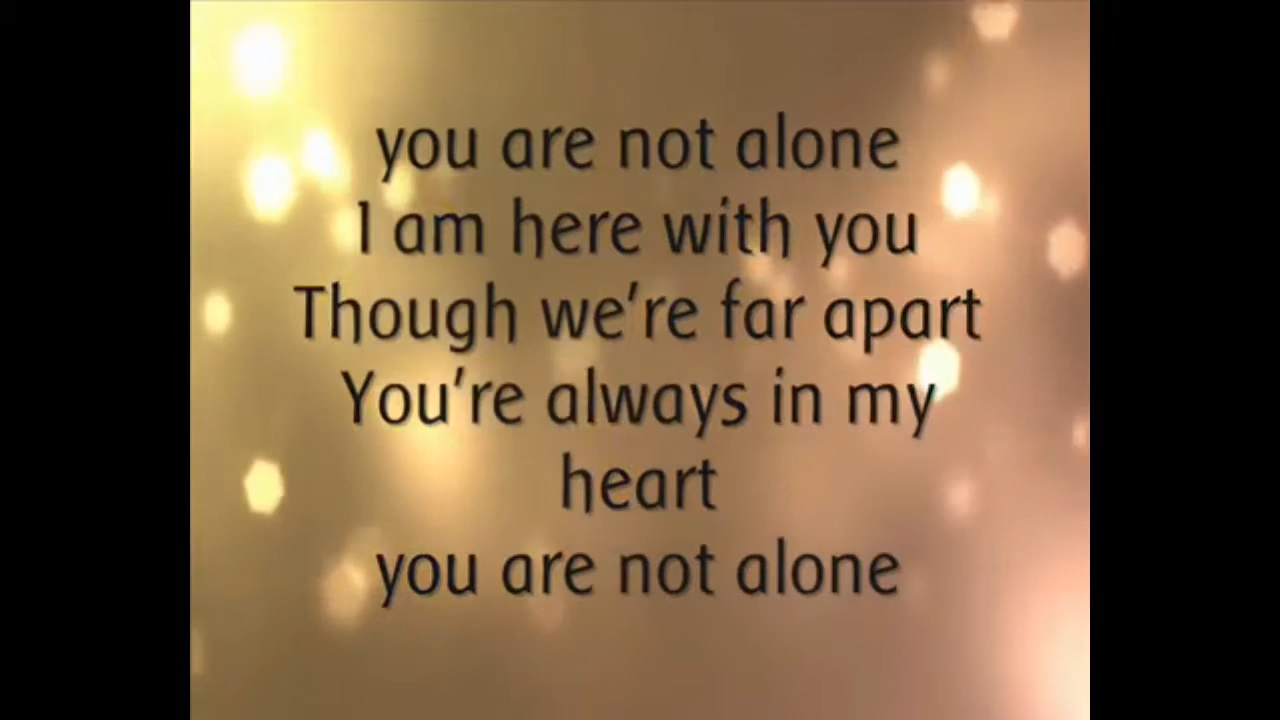 you are not alone
I am here with you
Though we're far apart
You're always in my
heart
you are not alone